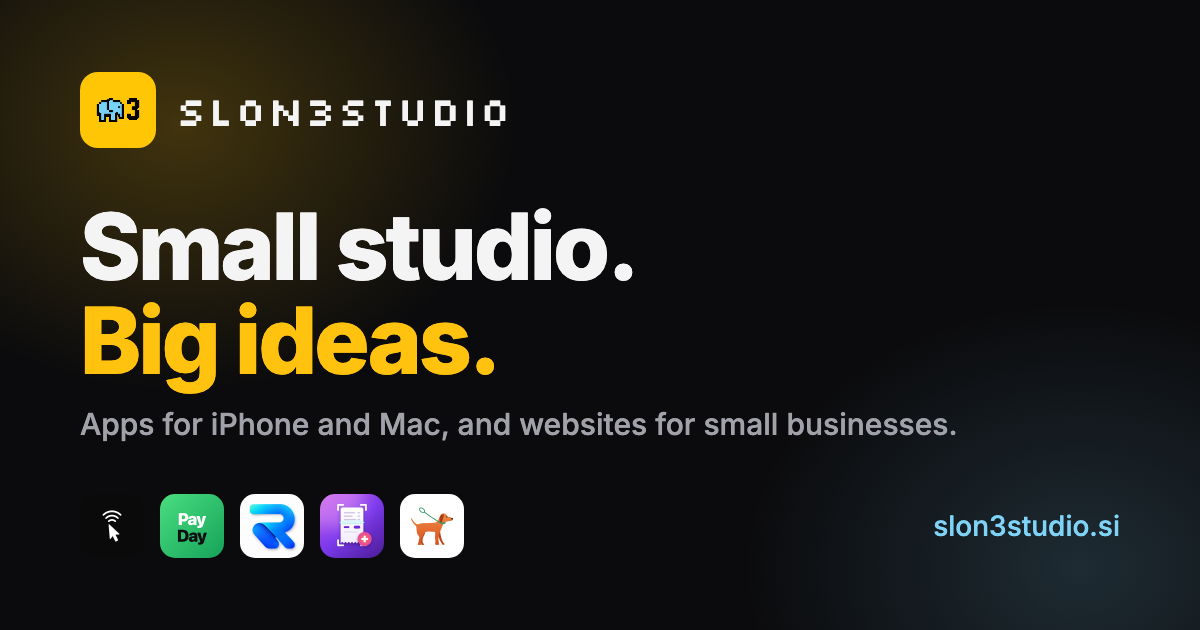 3
SLON3STUDIO
Small studio.
Big ideas.
Apps for iPhone and Mac, and websites for small businesses.
Pay
Day
R
slon3studio.si